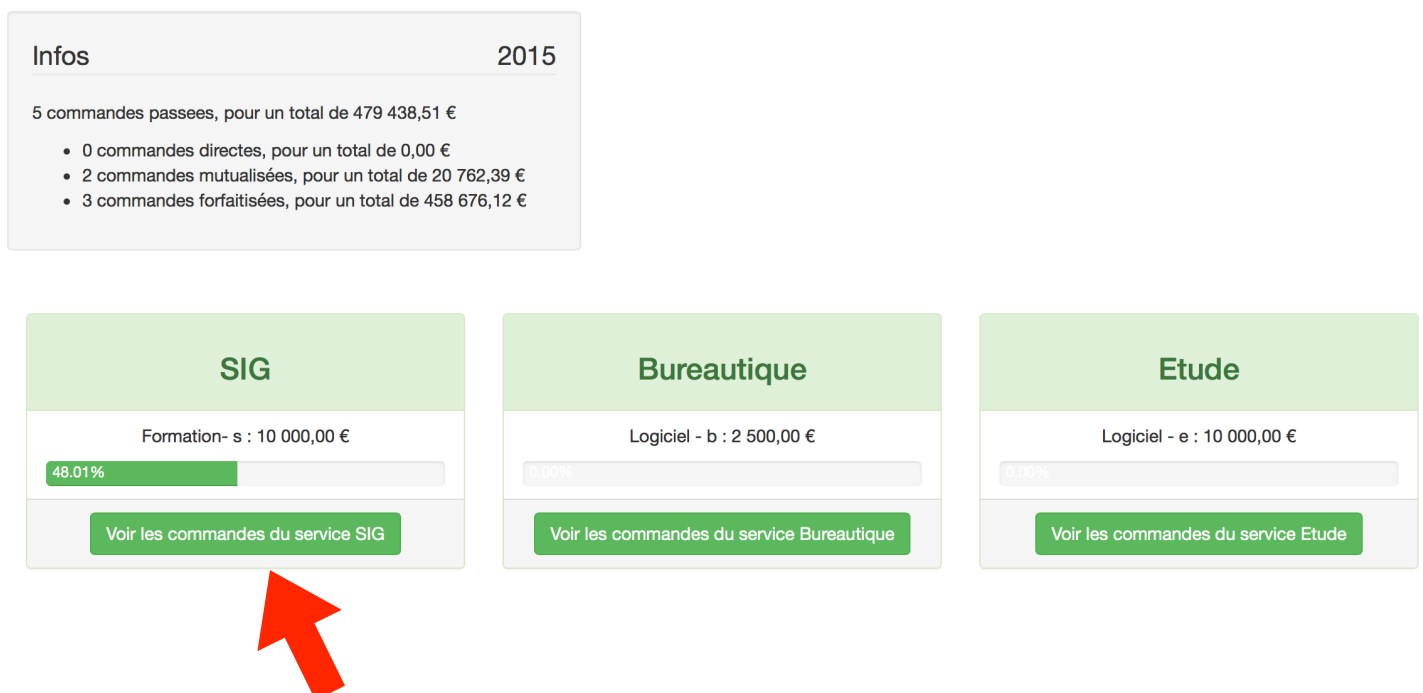 Infos 2015
5 commandes passees, pour un total de 479 438,51 €
• 0 commandes directes, pour un total de 0,00 €
• 2 commandes mutualisées, pour un total de 20 762,39 €
• 3 commandes forfaitisées, pour un total de 458 676,12 €
SIG
Formation- s : 10 000,00 €
48.01%
Voir les commandes du service SIG
Bureautique
Logiciel - b : 2 500,00 €
0.00%
Voir les commandes du service Bureautique
Etude
Logiciel - e : 10 000,00 €
0.00%
Voir les commandes du service Etude